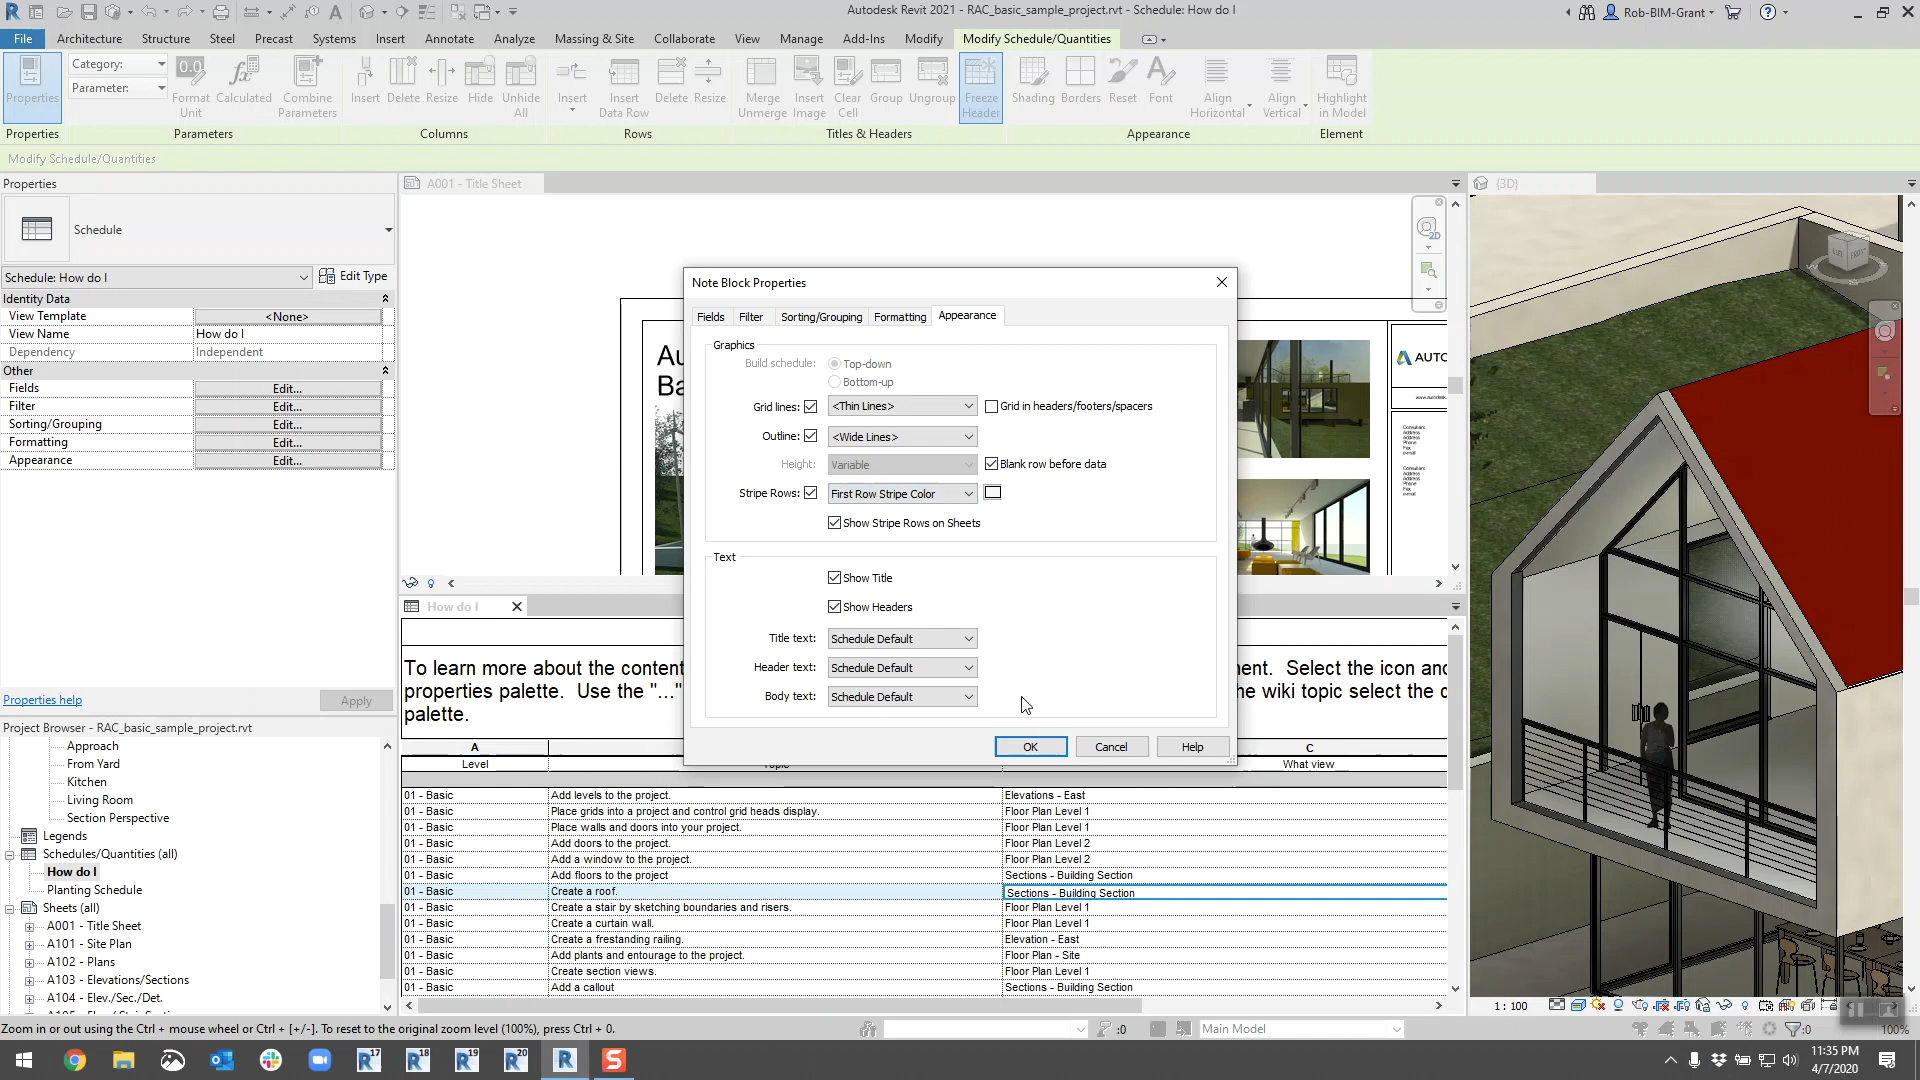 Autodesk Revit 2021 - RAC_basic_sample_project.rvt - Schedule: How do I
Rob-BIM-Grant
File Architecture Structure Steel Precast Systems Insert Annotate Analyze Massing & Site Collaborate View Manage Add-Ins Modify Modify Schedule/Quantities
Properties
Category:
Parameter:
Format Unit
Calculated
Combine Parameters
Insert
Delete
Resize
Hide
Unhide All
Insert
Insert Data Row
Delete
Resize
Merge Unmerge
Insert Image
Clear Cell
Group
Ungroup
Freeze Header
Shading
Borders
Reset
Font
Align Horizontal
Align Vertical
Highlight in Model
Properties Parameters Columns Rows Titles & Headers Appearance Element
Modify Schedule/Quantities
Properties
Schedule
Schedule: How do I
Edit Type
Identity Data
View Template <None>
View Name How do I
Dependency Independent
Other
Fields Edit...
Filter Edit...
Sorting/Grouping Edit...
Formatting Edit...
Appearance Edit...
Properties help
Apply
Project Browser - RAC_basic_sample_project.rvt
Approach
From Yard
Kitchen
Living Room
Section Perspective
Legends
Schedules/Quantities (all)
How do I
Planting Schedule
Sheets (all)
A001 - Title Sheet
A101 - Site Plan
A102 - Plans
A103 - Elevations/Sections
A104 - Elev./Sec./Det.
A001 - Title Sheet
Au
Ba
AUTO
Consultant
Address
Address
Phone
Fax
e-mail
Consultant
Address
Address
Phone
Fax
e-mail
2D
{3D}
Note Block Properties
Fields Filter Sorting/Grouping Formatting Appearance
Graphics
Build schedule: Top-down
Bottom-up
Grid lines: <Thin Lines> Grid in headers/footers/spacers
Outline: <Wide Lines>
Height: Variable Blank row before data
Stripe Rows: First Row Stripe Color
Show Stripe Rows on Sheets
Text
Show Title
Show Headers
Title text: Schedule Default
Header text: Schedule Default
Body text: Schedule Default
OK Cancel Help
How do I
To learn more about the content
ment. Select the icon and
properties palette. Use the "..."
he wiki topic select the
palette.
A
C
Level
What view
01 - Basic Add levels to the project. Elevations - East
01 - Basic Place grids into a project and control grid heads display. Floor Plan Level 1
01 - Basic Place walls and doors into your project. Floor Plan Level 1
01 - Basic Add doors to the project. Floor Plan Level 2
01 - Basic Add a window to the project. Floor Plan Level 2
01 - Basic Add floors to the project Sections - Building Section
01 - Basic Create a roof. Sections - Building Section
01 - Basic Create a stair by sketching boundaries and risers. Floor Plan Level 1
01 - Basic Create a curtain wall. Floor Plan Level 1
01 - Basic Create a frestanding railing. Elevation - East
01 - Basic Add plants and entourage to the project. Floor Plan - Site
01 - Basic Create section views. Floor Plan Level 1
01 - Basic Add a callout Sections - Building Section
1 : 100
Zoom in or out using the Ctrl + mouse wheel or Ctrl + [+/-]. To reset to the original zoom level (100%), press Ctrl + 0.
:0
Main Model
:0
100%
11:35 PM
4/7/2020